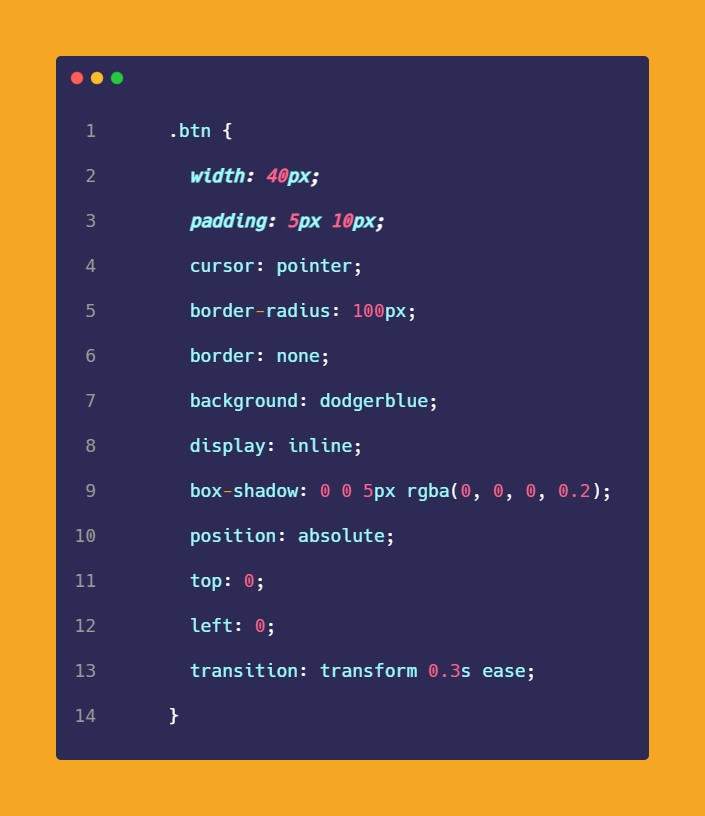 1 .btn {
2 width: 40px;
3 padding: 5px 10px;
4 cursor: pointer;
5 border-radius: 100px;
6 border: none;
7 background: dodgerblue;
8 display: inline;
9 box-shadow: 0 0 5px rgba(0, 0, 0, 0.2);
10 position: absolute;
11 top: 0;
12 left: 0;
13 transition: transform 0.3s ease;
14 }